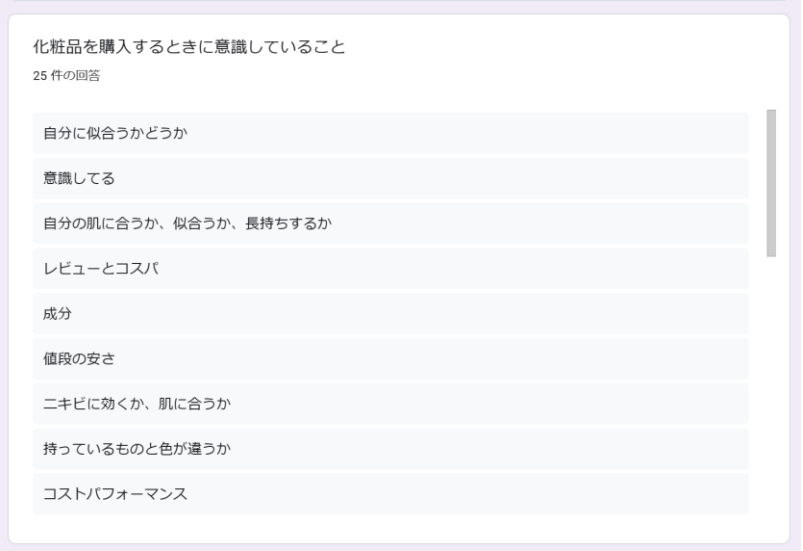 化粧品を購入するときに意識していること
25 件の回答
自分に似合うかどうか
意識してる
自分の肌に合うか、似合うか、長持ちするか
レビューとコスパ
成分
値段の安さ
ニキビに効くか、肌に合うか
持っているものと色が違うか
コストパフォーマンス